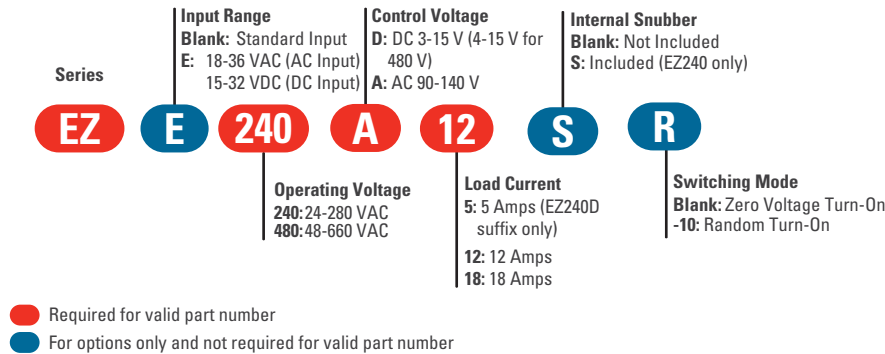 Series
Input Range
Blank: Standard Input
E: 18-36 VAC (AC Input)
15-32 VDC (DC Input)
Control Voltage
D: DC 3-15 V (4-15 V for
480 V)
A: AC 90-140 V
Internal Snubber
Blank: Not Included
S: Included (EZ240 only)
EZ E 240 A 12 S R
Operating Voltage
240: 24-280 VAC
480: 48-660 VAC
Load Current
5: 5 Amps (EZ240D
suffix only)
12: 12 Amps
18: 18 Amps
Switching Mode
Blank: Zero Voltage Turn-On
-10: Random Turn-On
Required for valid part number
For options only and not required for valid part number